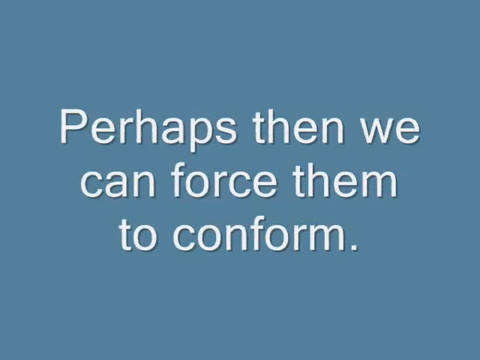 Perhaps then we
can force them
to conform.